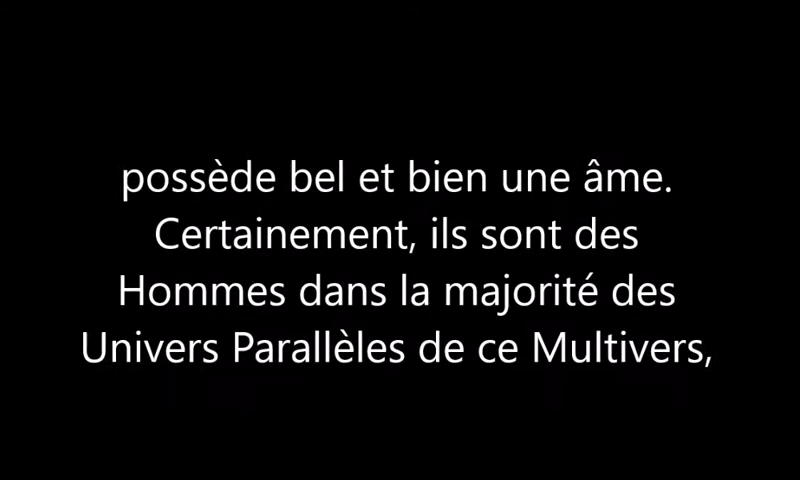 possède bel et bien une âme.
Certainement, ils sont des
Hommes dans la majorité des
Univers Parallèles de ce Multivers,